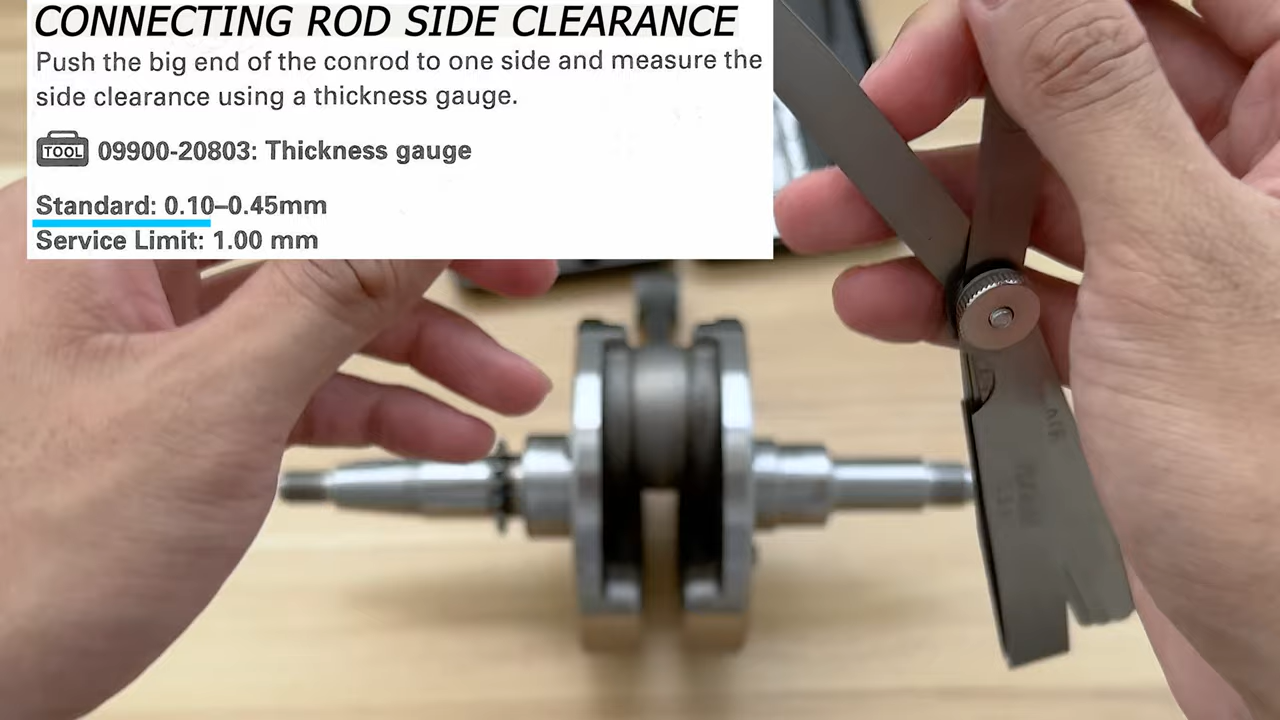 CONNECTING ROD SIDE CLEARANCE
Push the big end of the conrod to one side and measure the
side clearance using a thickness gauge.
TOOL 09900-20803: Thickness gauge
Standard: 0.10–0.45mm
Service Limit: 1.00 mm